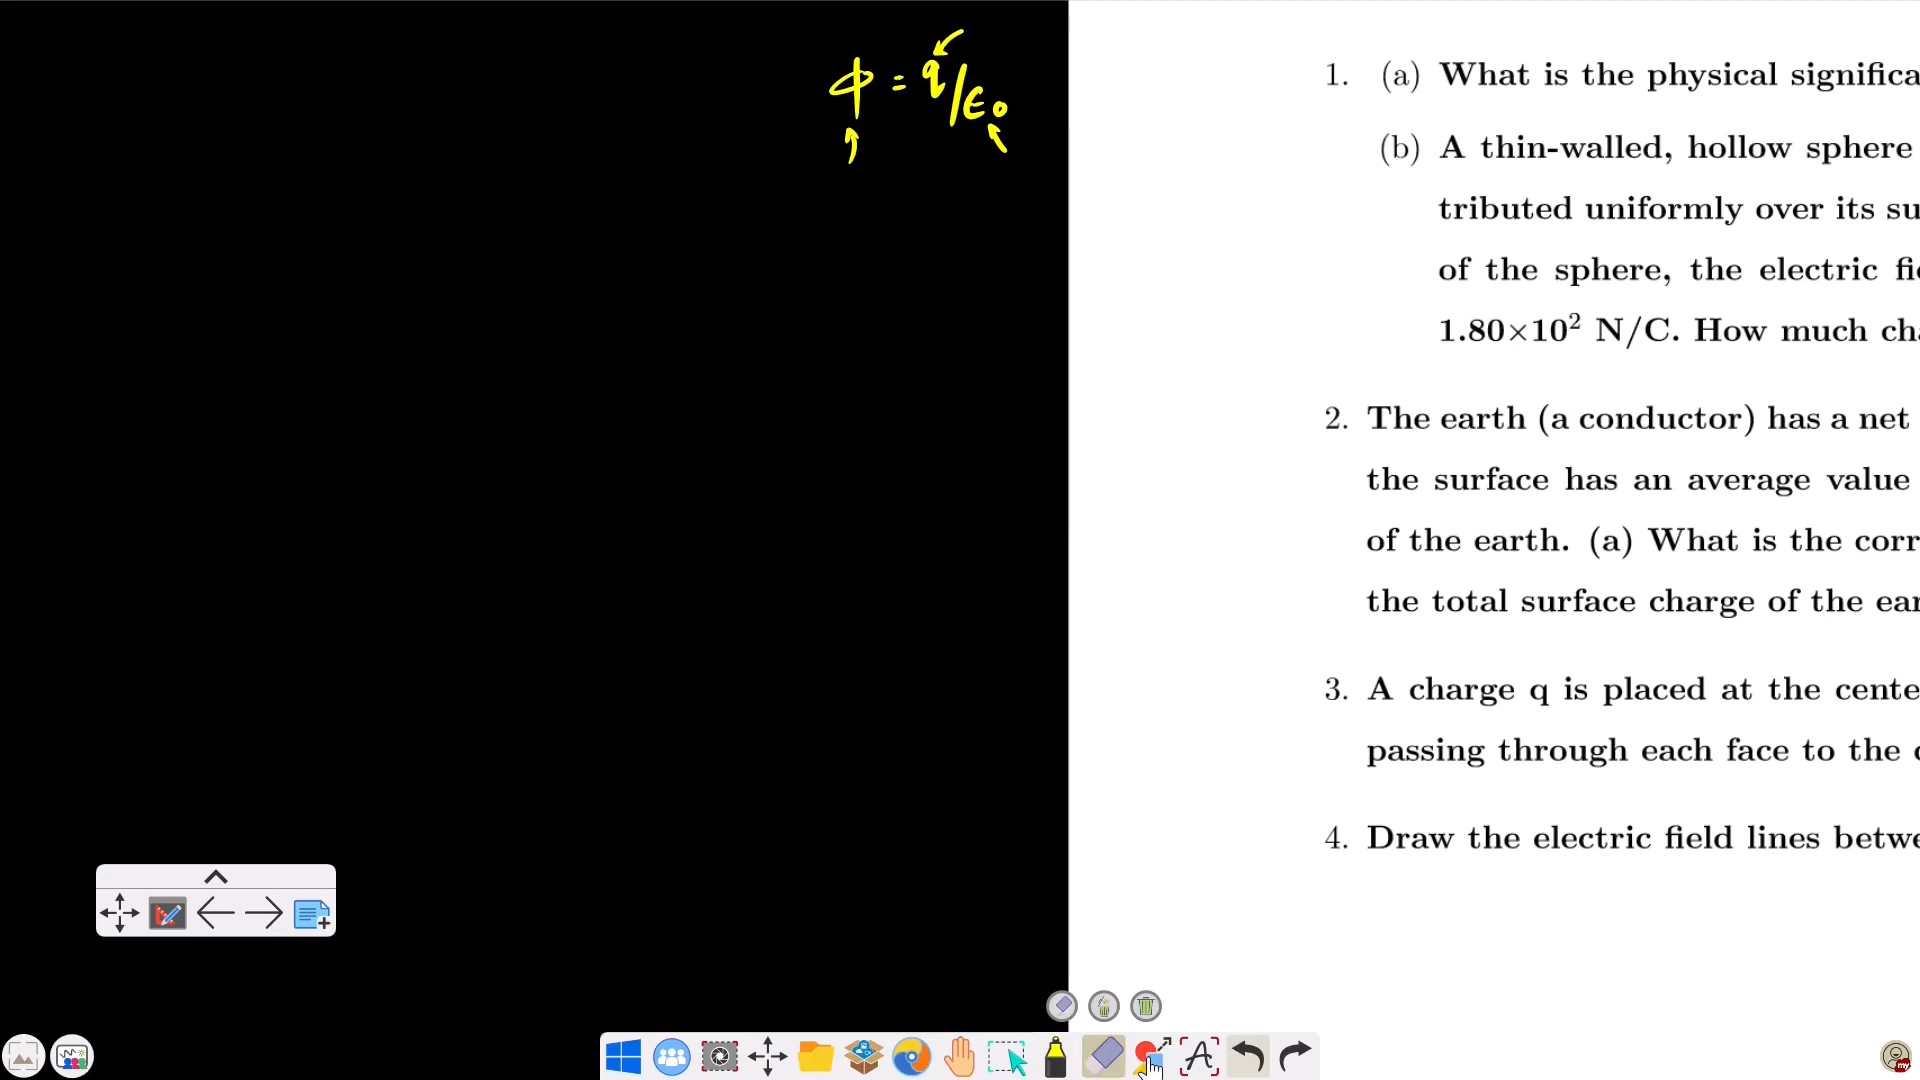 ϕ = q/ϵ0
1. (a) What is the physical significa
(b) A thin-walled, hollow sphere
tributed uniformly over its su
of the sphere, the electric fi
1.80×10² N/C. How much cha
2. The earth (a conductor) has a net
the surface has an average value
of the earth. (a) What is the corr
the total surface charge of the ear
3. A charge q is placed at the cente
passing through each face to the c
4. Draw the electric field lines betwe